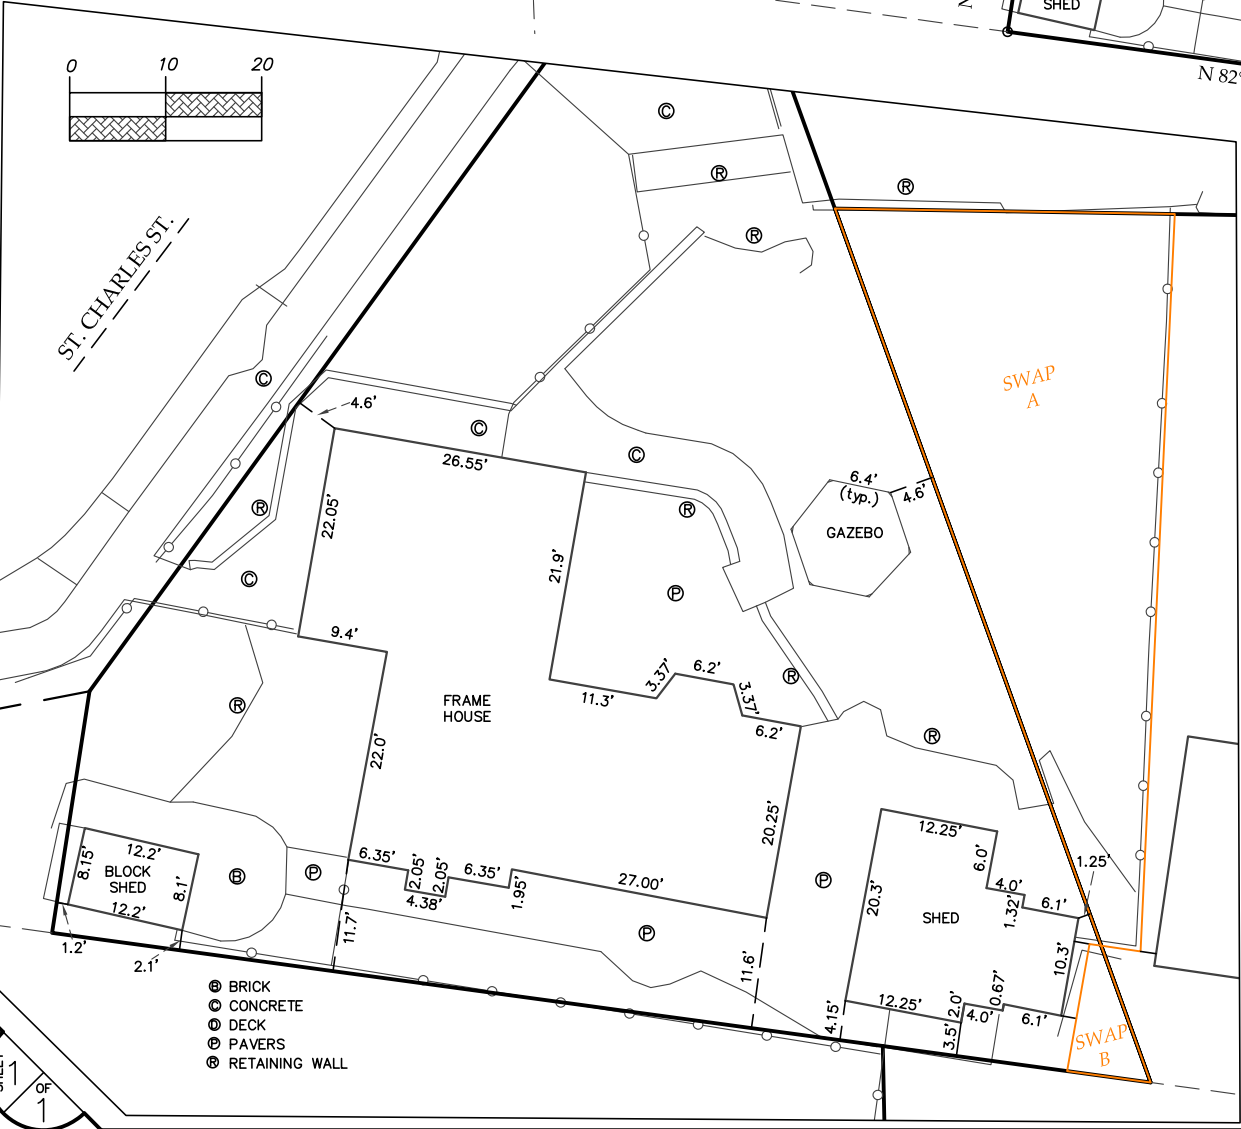 SHED
N
N 82°
0 10 20
ST. CHARLES ST.
Ⓒ
Ⓡ
Ⓡ
Ⓡ
Ⓒ
4.6'
Ⓒ
26.55'
Ⓒ
SWAP
A
6.4'
(typ.)
4.6'
GAZEBO
22.05'
Ⓡ
Ⓡ
21.9'
Ⓒ
Ⓟ
9.4'
3.37'
6.2'
Ⓡ
11.3'
3.37'
6.2'
FRAME
HOUSE
Ⓡ
Ⓡ
22.0'
20.25'
12.25'
12.2'
8.15'
BLOCK
SHED
8.1'
12.2'
Ⓑ
Ⓟ
6.35'
2.05'
2.05'
4.38'
6.35'
1.95'
27.00'
Ⓟ
6.0'
1.25'
4.0'
1.32'
6.1'
20.3'
SHED
1.2'
2.1'
11.7'
Ⓟ
11.6'
10.3'
4.15'
12.25'
2.0'
3.5'
0.67'
4.0'
6.1'
SWAP
B
Ⓑ BRICK
Ⓒ CONCRETE
Ⓓ DECK
Ⓟ PAVERS
Ⓡ RETAINING WALL
1
OF
1